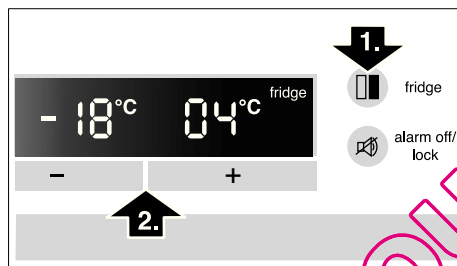 1.
fridge
-18°C 04°C fridge
alarm off/
lock
- +
2.